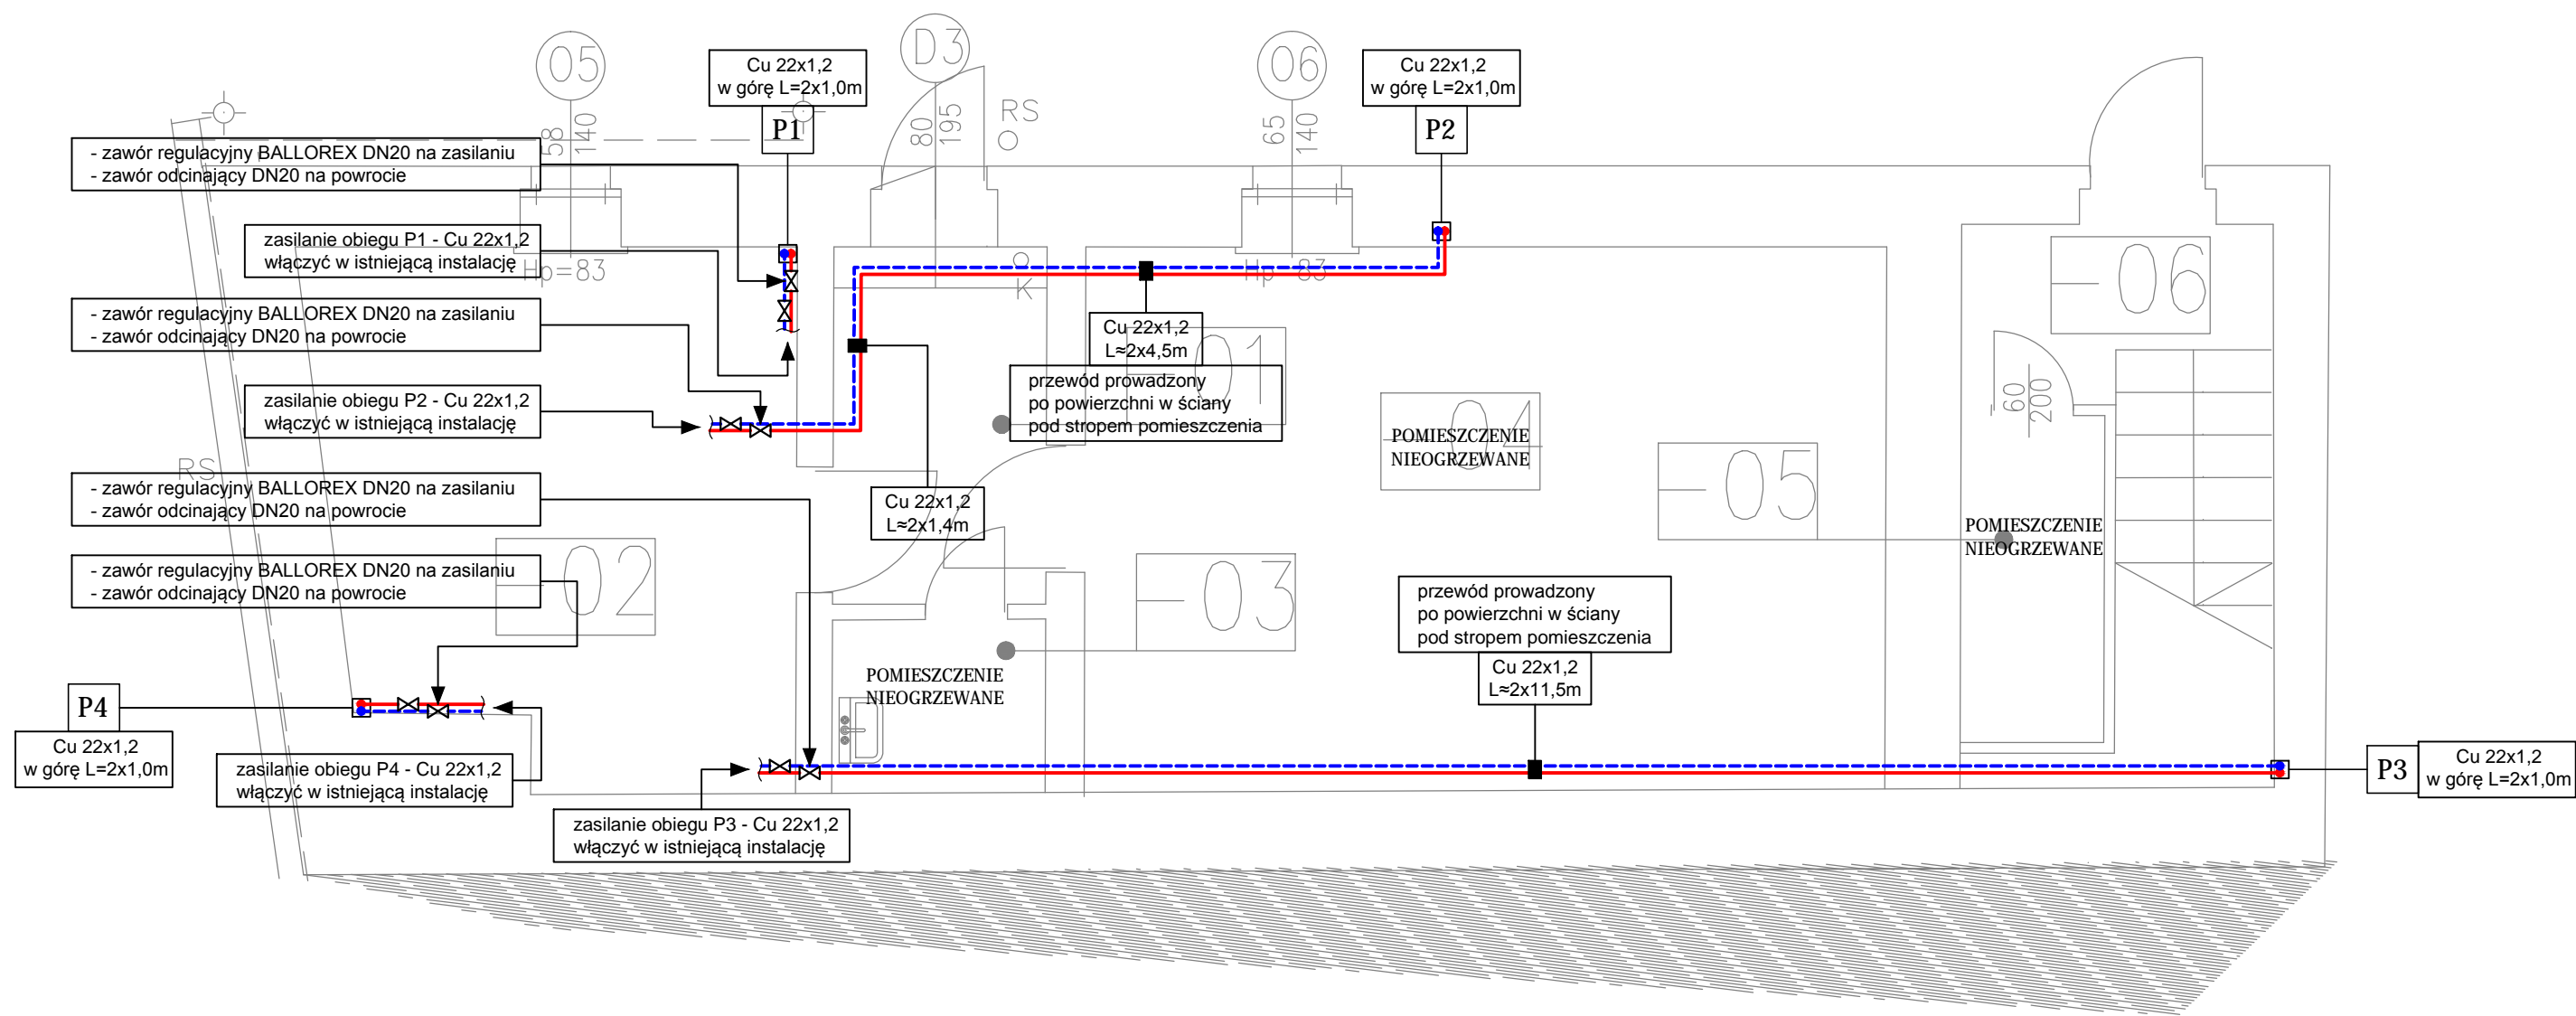 O5
D3
O6
Cu 22x1,2
w górę L=2x1,0m
P1
Cu 22x1,2
w górę L=2x1,0m
P2
58
140
80
195
RS
65
140
- zawór regulacyjny BALLOREX DN20 na zasilaniu
- zawór odcinający DN20 na powrocie
zasilanie obiegu P1 - Cu 22x1,2
włączyć w istniejącą instalację
Hp=83
K
Hp=83
-06
- zawór regulacyjny BALLOREX DN20 na zasilaniu
- zawór odcinający DN20 na powrocie
Cu 22x1,2
L≈2x4,5m
-01
przewód prowadzony
po powierzchni w ściany
pod stropem pomieszczenia
zasilanie obiegu P2 - Cu 22x1,2
włączyć w istniejącą instalację
60
200
-04
POMIESZCZENIE
NIEOGRZEWANE
RS
- zawór regulacyjny BALLOREX DN20 na zasilaniu
- zawór odcinający DN20 na powrocie
Cu 22x1,2
L≈2x1,4m
-05
POMIESZCZENIE
NIEOGRZEWANE
- zawór regulacyjny BALLOREX DN20 na zasilaniu
- zawór odcinający DN20 na powrocie
-02
-03
przewód prowadzony
po powierzchni w ściany
pod stropem pomieszczenia
Cu 22x1,2
L≈2x11,5m
POMIESZCZENIE
NIEOGRZEWANE
P4
Cu 22x1,2
w górę L=2x1,0m
zasilanie obiegu P4 - Cu 22x1,2
włączyć w istniejącą instalację
P3
Cu 22x1,2
w górę L=2x1,0m
zasilanie obiegu P3 - Cu 22x1,2
włączyć w istniejącą instalację